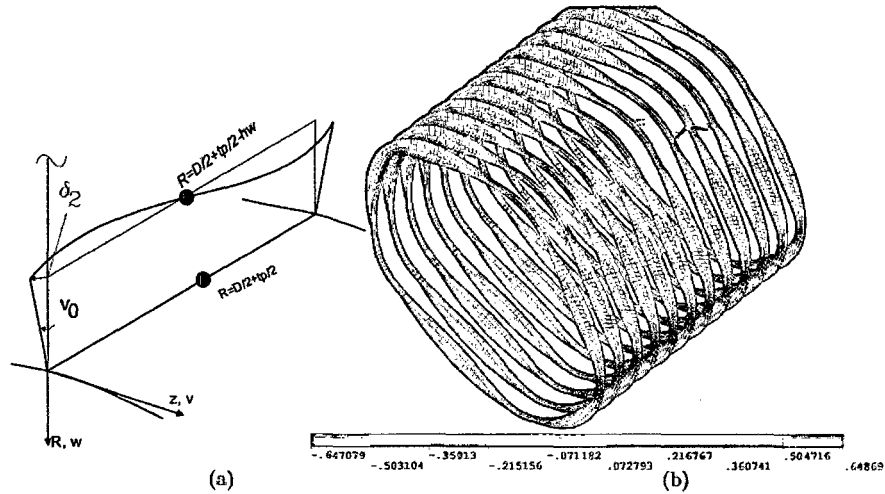 R=D/2+tp/2-hw
δ2
R=D/2+tp/2
v0
z, v
R, w
-.647079
-.503104
-.35913
-.215156
-.071182
.072793
.216767
.360741
.504716
.64869
(a)
(b)